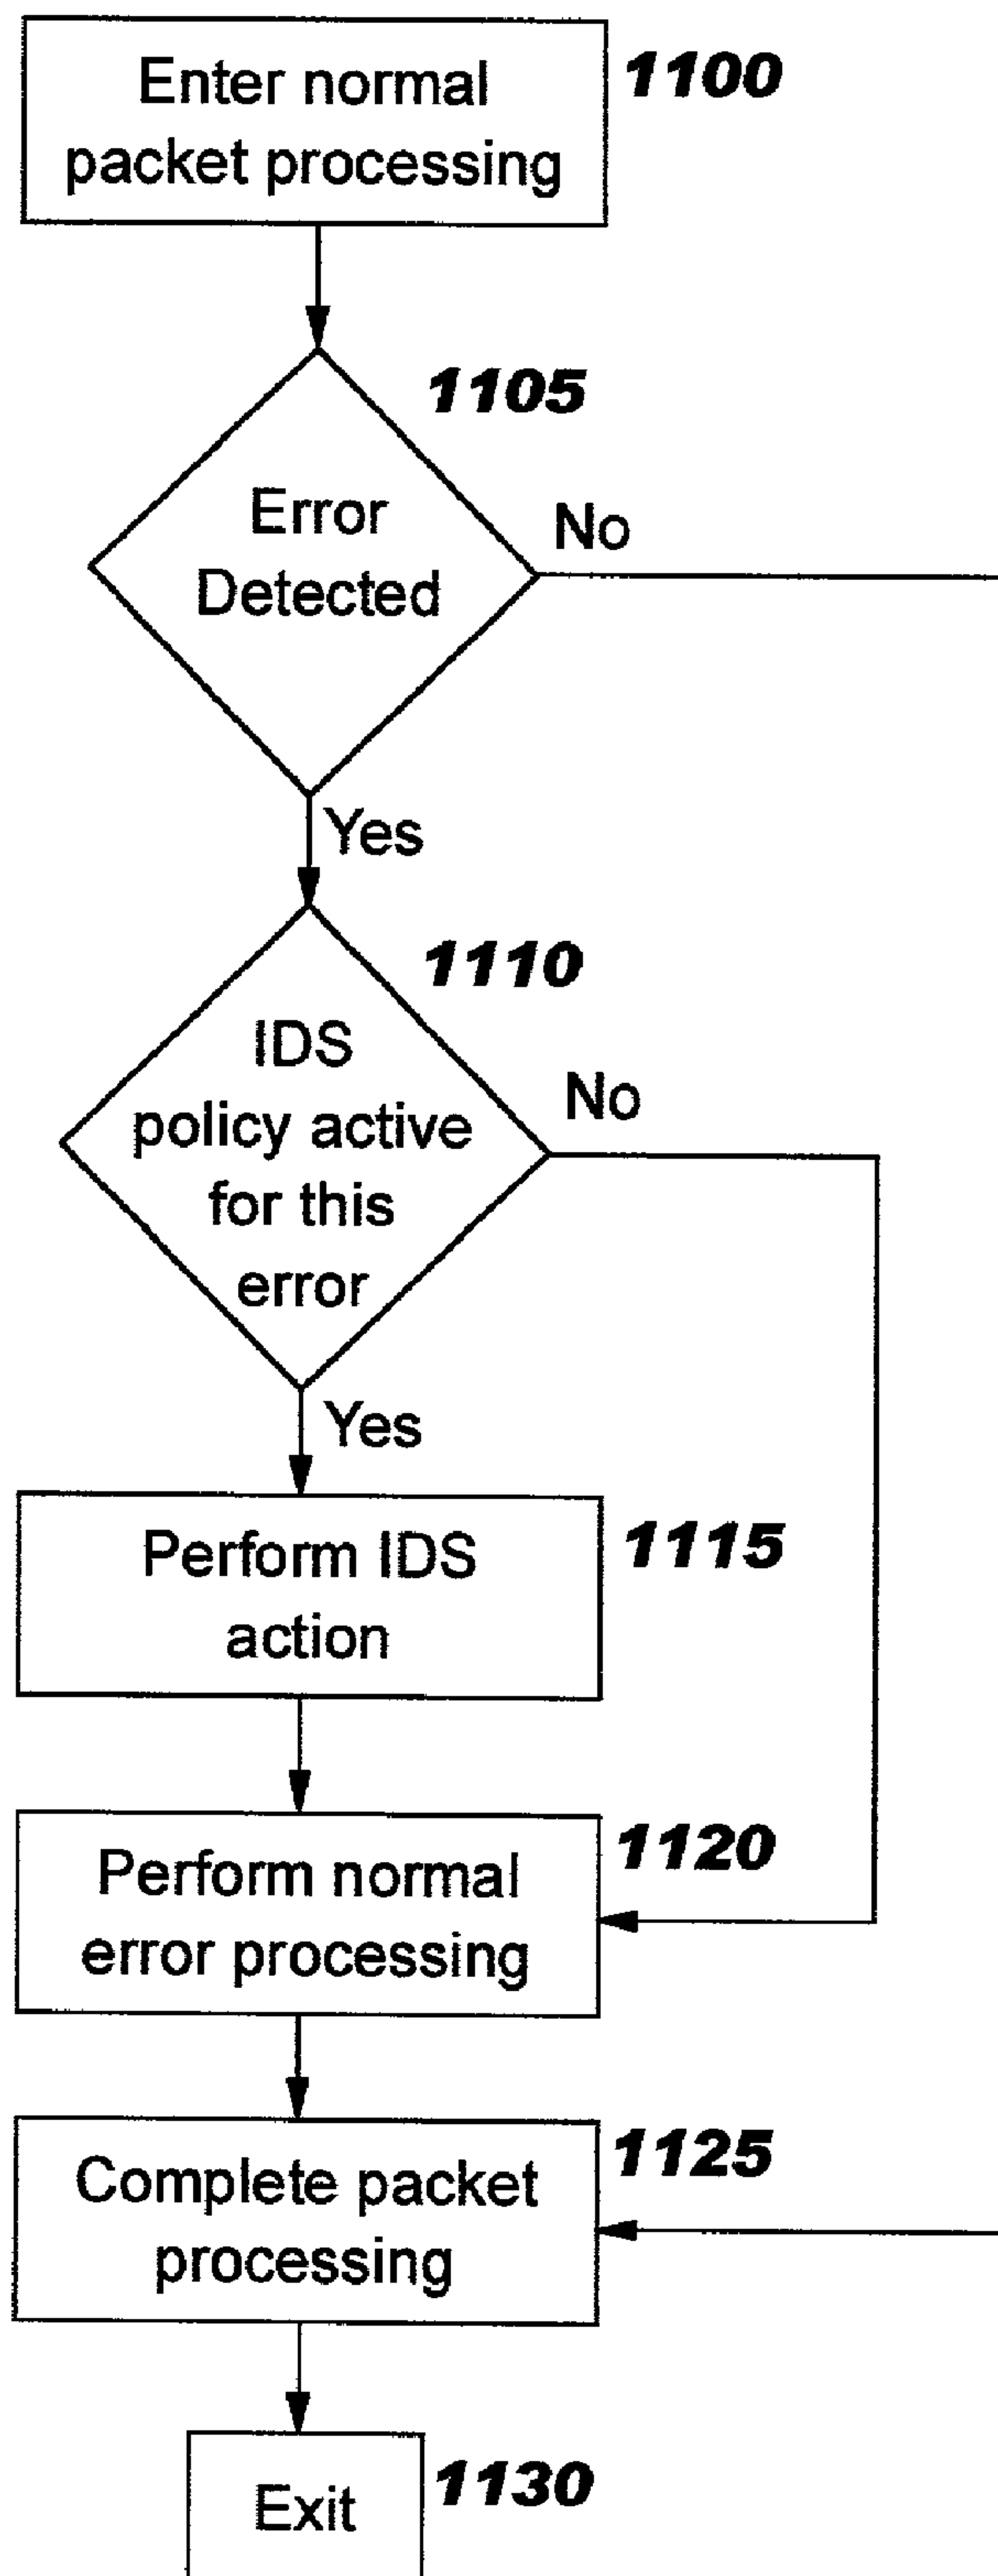 Enter normal
packet processing
1100
1105
Error
Detected
No
Yes
1110
IDS
policy active
for this
error
No
Yes
Perform IDS
action
1115
Perform normal
error processing
1120
Complete packet
processing
1125
Exit
1130